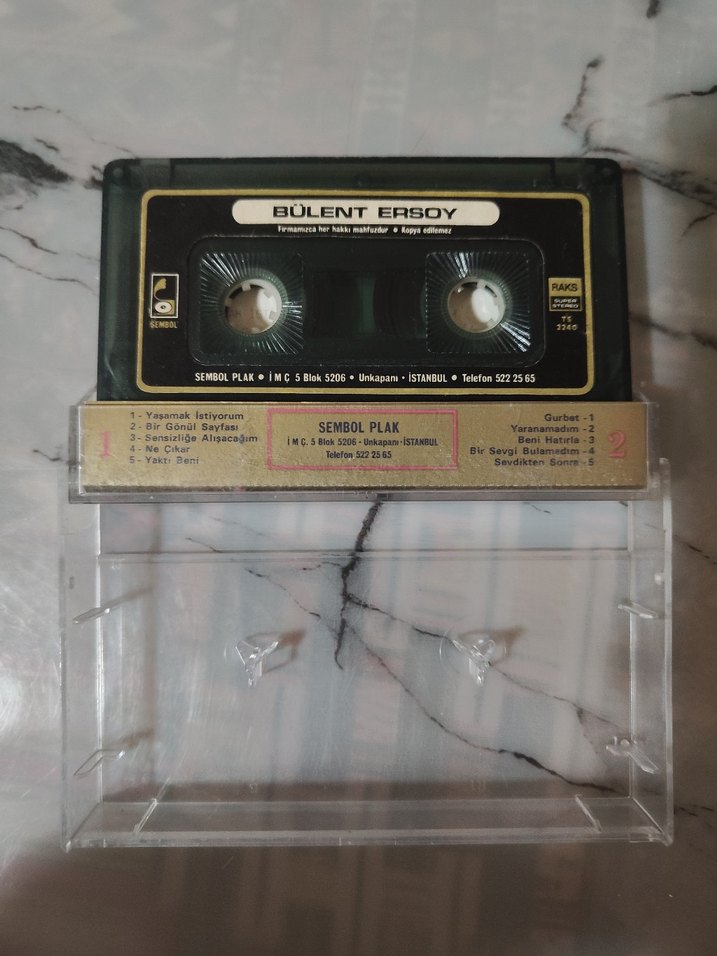 BÜLENT ERSOY
Firmamızca her hakkı mahfuzdur • Kopya edilemez
SEMBOL
RAKS
SUPER
STEREO
TS
2240
SEMBOL PLAK • İ M Ç 5 Blok 5206 • Unkapanı · İSTANBUL • Telefon 522 25 65
1
1 - Yaşamak İstiyorum
2 - Bir Gönül Sayfası
3 - Sensizliğe Alışacağım
4 - Ne Çıkar
5 - Yaktı Beni
SEMBOL PLAK
İ M Ç. 5 Blok 5206 - Unkapanı · İSTANBUL
Telefon 522 25 65
Gurbet - 1
Yaranamadım - 2
Beni Hatırla - 3
Bir Sevgi Bulamadım - 4
Sevdikten Sonra - 5
2